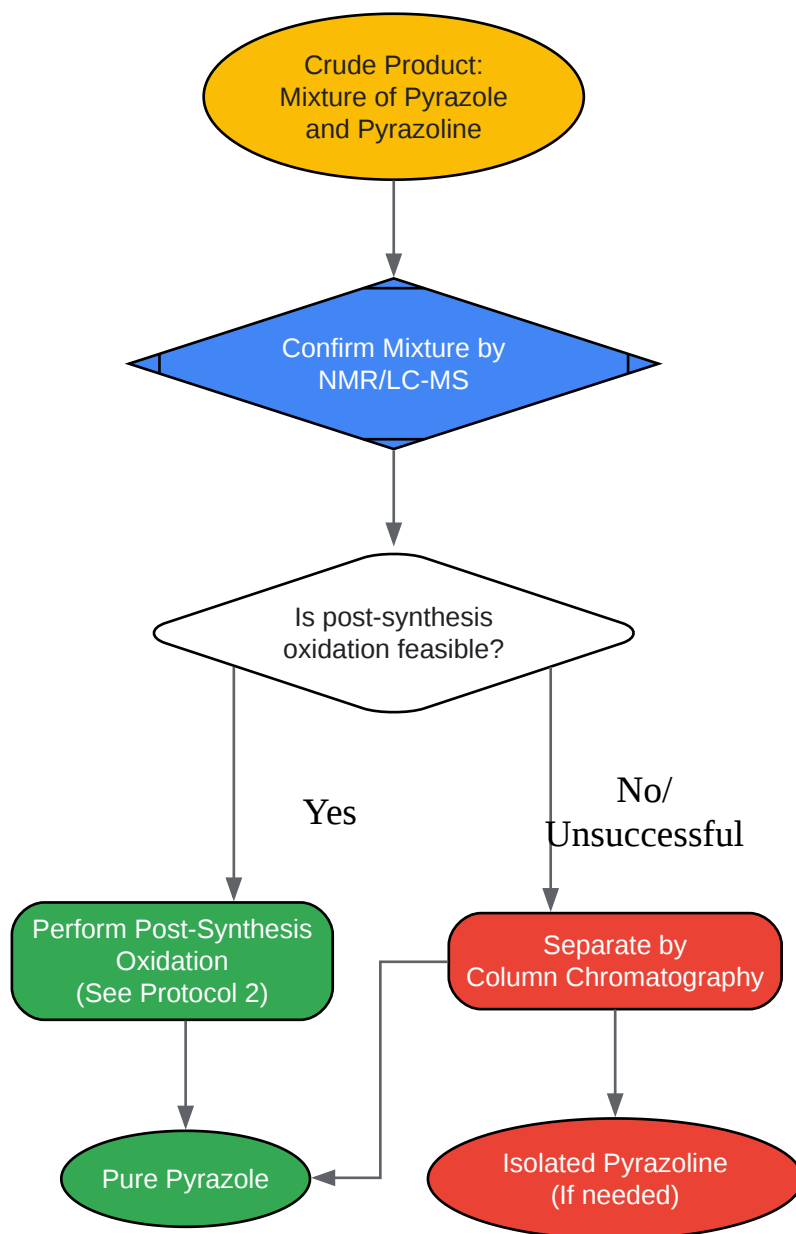 Crude Product:
Mixture of Pyrazole
and Pyrazoline
Confirm Mixture by
NMR/LC-MS
Is post-synthesis
oxidation feasible?
Yes
No/
Unsuccessful
Perform Post-Synthesis
Oxidation
(See Protocol 2)
Separate by
Column Chromatography
Pure Pyrazole
Isolated Pyrazoline
(If needed)